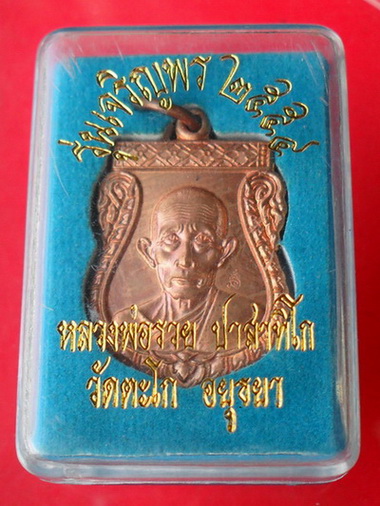 รุ่นเจริญพร ๒๕๕๔
หลวงพ่อรวย ปาสาทิโก
วัดตะโก อยุธยา